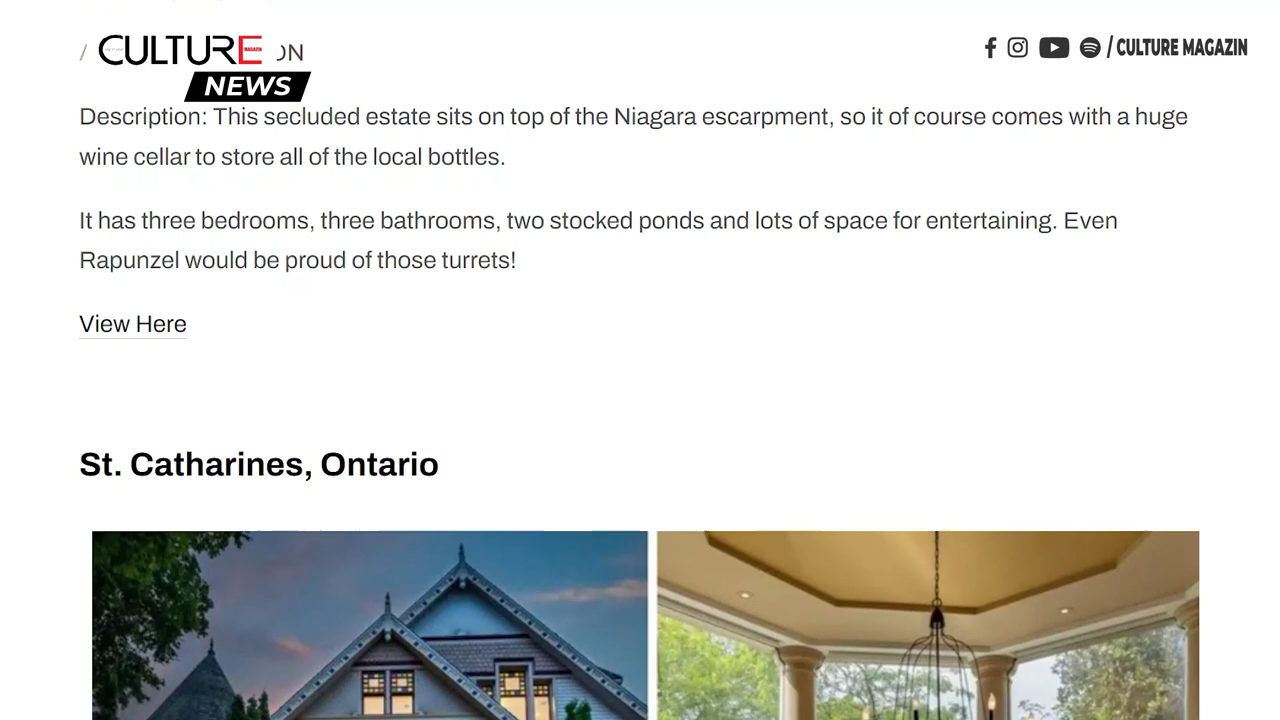 / CULTURE MAGAZIN ON
NEWS
/ CULTURE MAGAZIN
Description: This secluded estate sits on top of the Niagara escarpment, so it of course comes with a huge
wine cellar to store all of the local bottles.
It has three bedrooms, three bathrooms, two stocked ponds and lots of space for entertaining. Even
Rapunzel would be proud of those turrets!
View Here
St. Catharines, Ontario